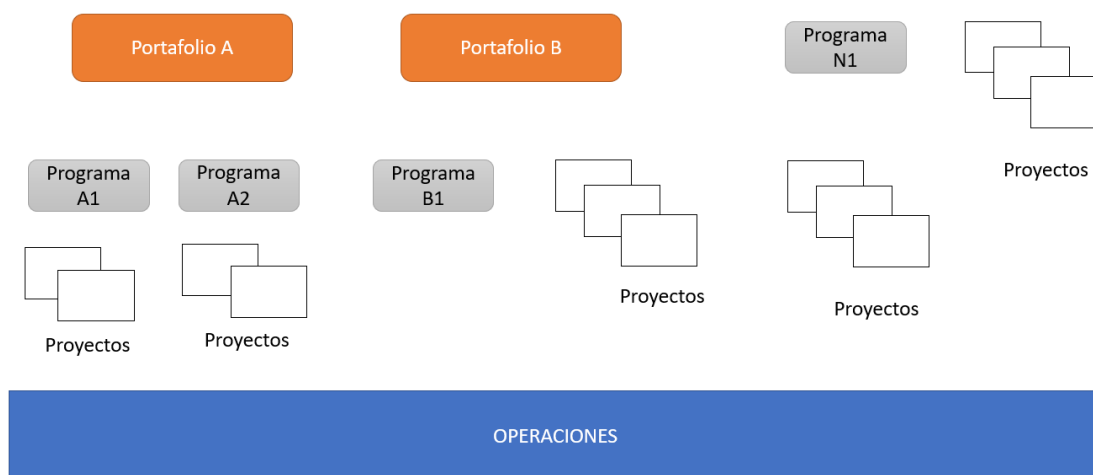 Portafolio A
Portafolio B
Programa
N1
Proyectos
Programa
A1
Programa
A2
Programa
B1
Proyectos
Proyectos
Proyectos
Proyectos
OPERACIONES